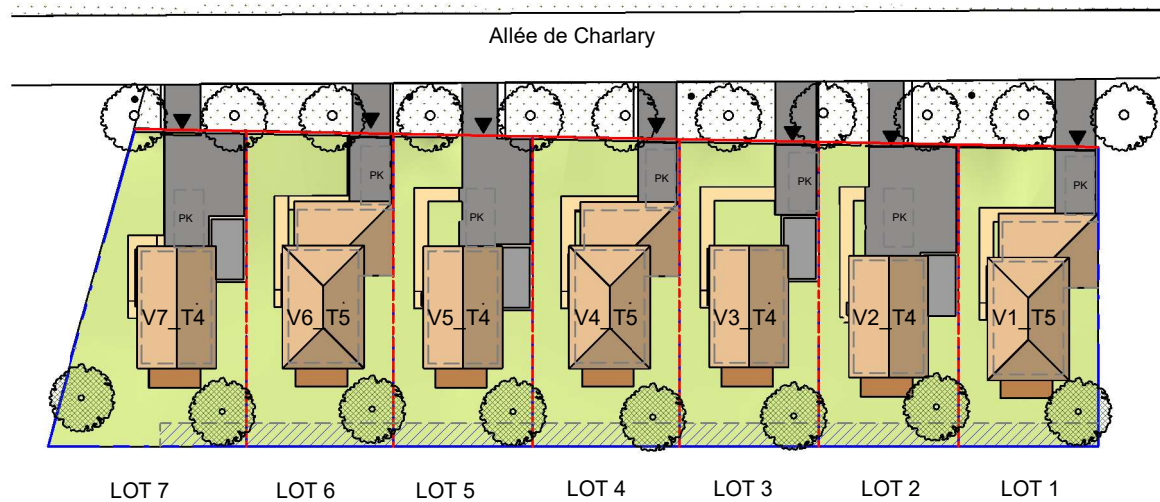 Allée de Charlary
PK PK PK PK PK PK PK
V7_T4 V6_T5 V5_T4 V4_T5 V3_T4 V2_T4 V1_T5
LOT 7 LOT 6 LOT 5 LOT 4 LOT 3 LOT 2 LOT 1